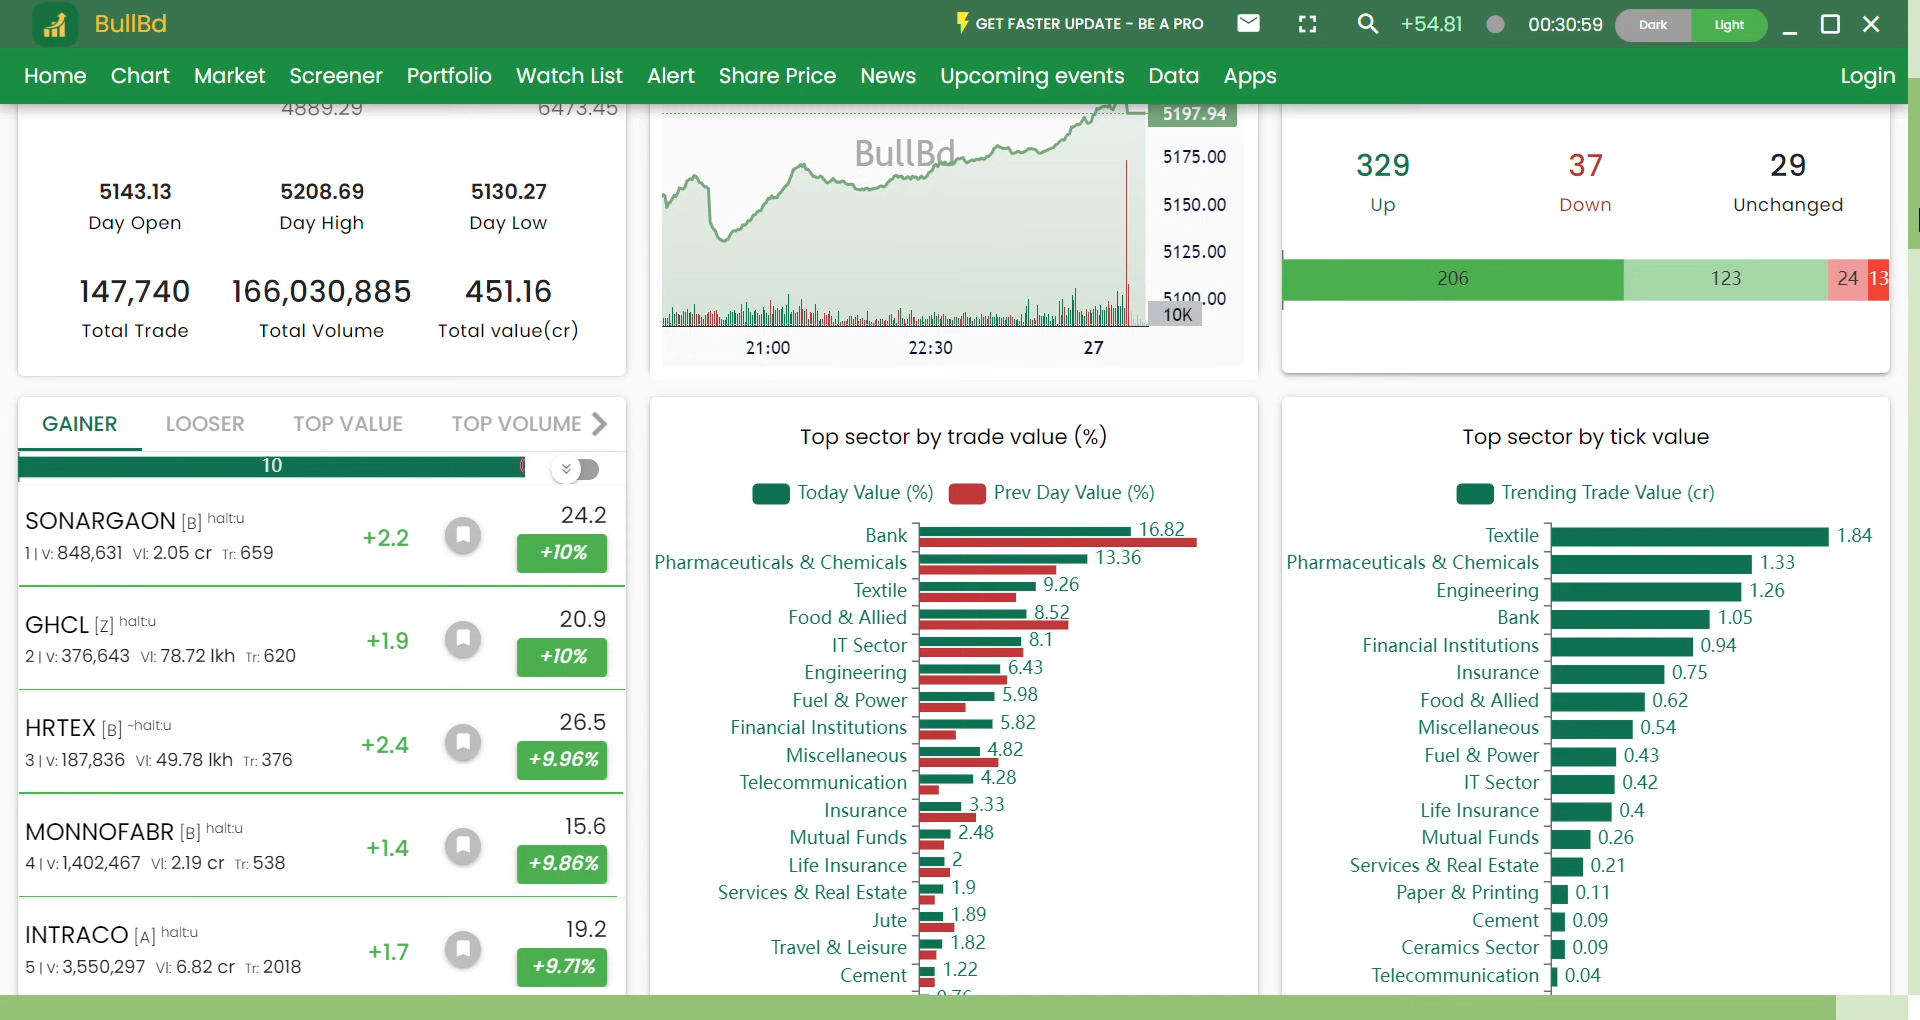 BullBd
GET FASTER UPDATE - BE A PRO
+54.81
00:30:59
Dark
Light
Home
Chart
Market
Screener
Portfolio
Watch List
Alert
Share Price
News
Upcoming events
Data
Apps
Login
4889.29
6473.45
5143.13
5208.69
5130.27
Day Open
Day High
Day Low
147,740
166,030,885
451.16
Total Trade
Total Volume
Total value(cr)
BullBd
5197.94
5175.00
5150.00
5125.00
5100.00
10K
21:00
22:30
27
329
37
29
Up
Down
Unchanged
206
123
24
13
GAINER
LOOSER
TOP VALUE
TOP VOLUME
10
SONARGAON [B] halt:u
1 | V: 848,631 Vl: 2.05 cr Tr: 659
+2.2
24.2
+10%
GHCL [Z] halt:u
2 | V: 376,643 Vl: 78.72 lkh Tr: 620
+1.9
20.9
+10%
HRTEX [B] ~halt:u
3 | V: 187,836 Vl: 49.78 lkh Tr: 376
+2.4
26.5
+9.96%
MONNOFABR [B] halt:u
4 | V: 1,402,467 Vl: 2.19 cr Tr: 538
+1.4
15.6
+9.86%
INTRACO [A] halt:u
5 | V: 3,550,297 Vl: 6.82 cr Tr: 2018
+1.7
19.2
+9.71%
Top sector by trade value (%)
Today Value (%)
Prev Day Value (%)
Bank 16.82
Pharmaceuticals & Chemicals 13.36
Textile 9.26
Food & Allied 8.52
IT Sector 8.1
Engineering 6.43
Fuel & Power 5.98
Financial Institutions 5.82
Miscellaneous 4.82
Telecommunication 4.28
Insurance 3.33
Mutual Funds 2.48
Life Insurance 2
Services & Real Estate 1.9
Jute 1.89
Travel & Leisure 1.82
Cement 1.22
Top sector by tick value
Trending Trade Value (cr)
Textile 1.84
Pharmaceuticals & Chemicals 1.33
Engineering 1.26
Bank 1.05
Financial Institutions 0.94
Insurance 0.75
Food & Allied 0.62
Miscellaneous 0.54
Fuel & Power 0.43
IT Sector 0.42
Life Insurance 0.4
Mutual Funds 0.26
Services & Real Estate 0.21
Paper & Printing 0.11
Cement 0.09
Ceramics Sector 0.09
Telecommunication 0.04